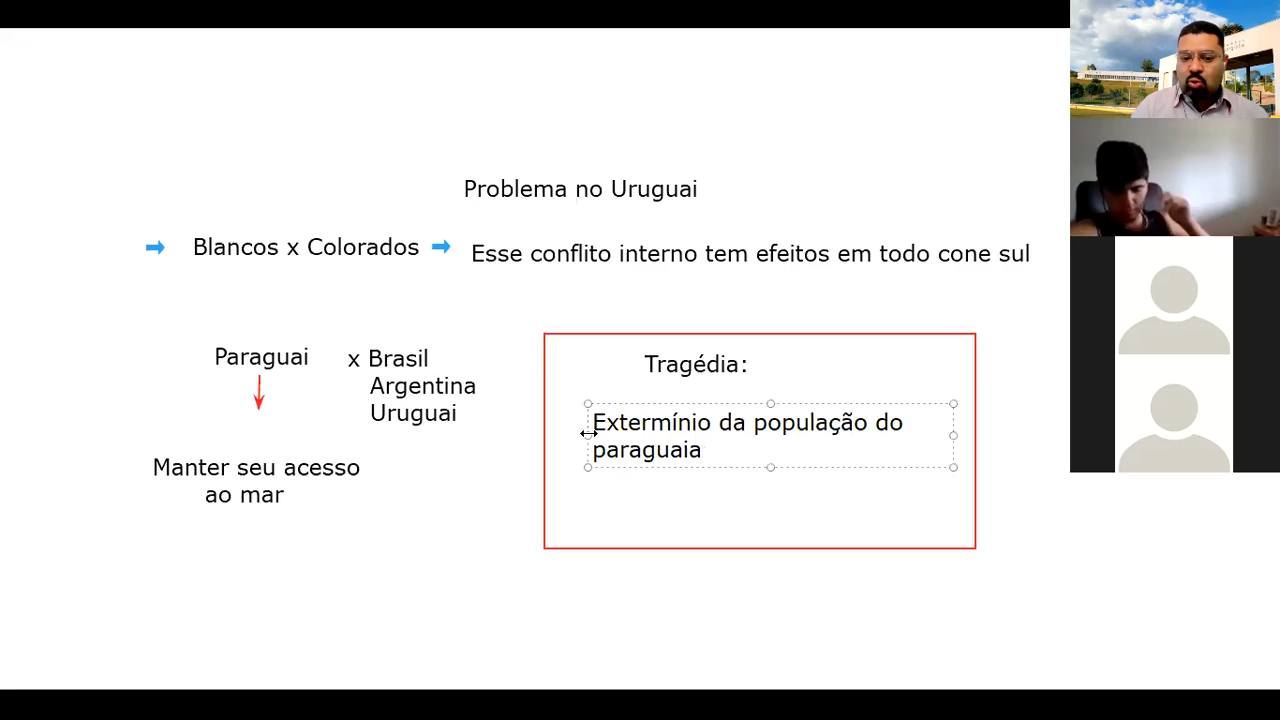 Problema no Uruguai
Blancos x Colorados
Esse conflito interno tem efeitos em todo cone sul
Paraguai
x Brasil
Argentina
Uruguai
Manter seu acesso
ao mar
Tragédia:
Extermínio da população do
paraguaia